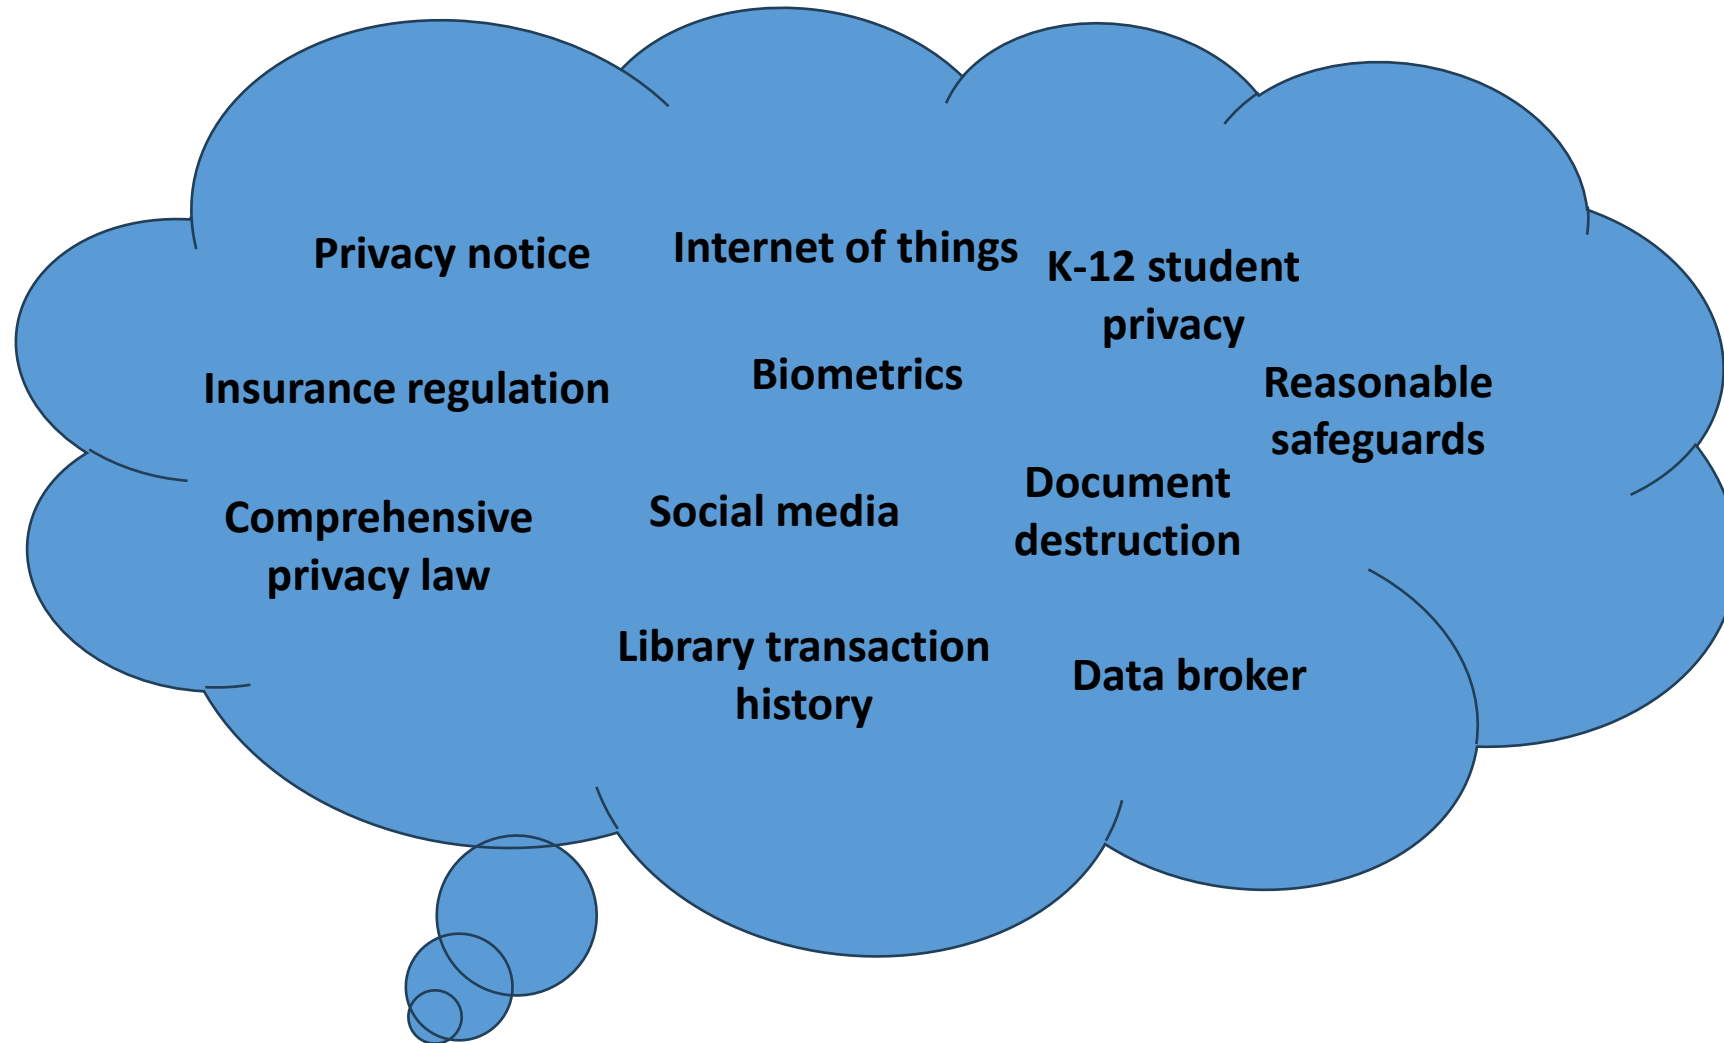 Privacy notice
Internet of things
K-12 student
privacy
Insurance regulation
Biometrics
Reasonable
safeguards
Comprehensive
privacy law
Social media
Document
destruction
Library transaction
history
Data broker